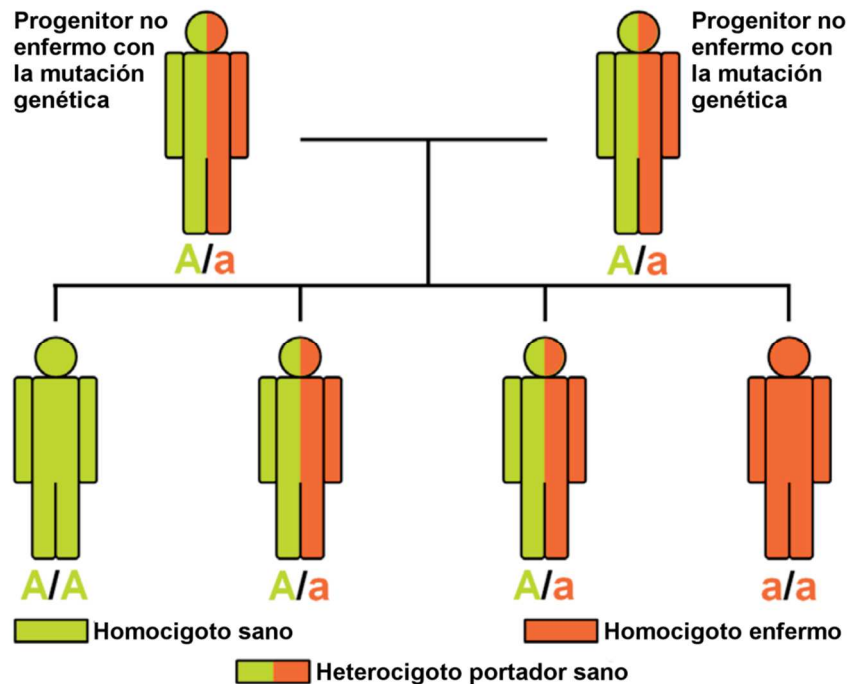 Progenitor no
enfermo con
la mutación
genética
Progenitor no
enfermo con
la mutación
genética
A/a
A/a
A/A
A/a
A/a
a/a
Homocigoto sano
Homocigoto enfermo
Heterocigoto portador sano